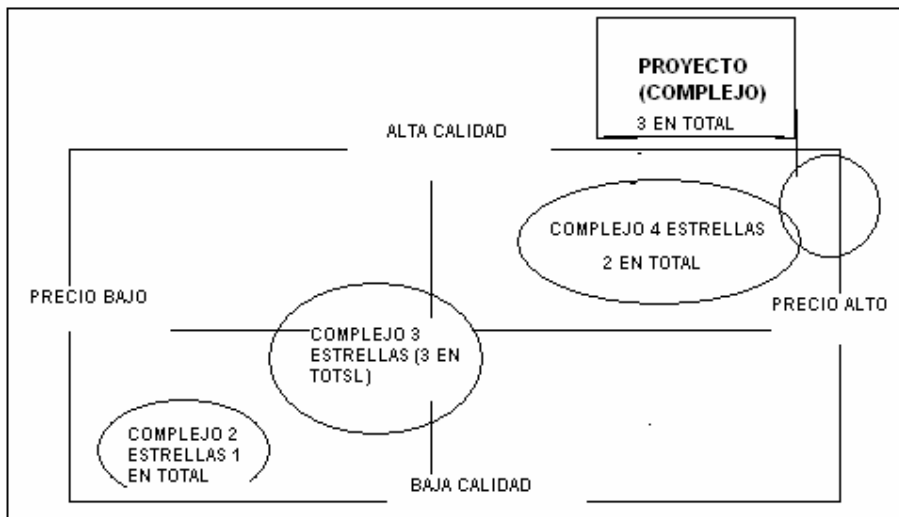 PROYECTO
(COMPLEJO)
3 EN TOTAL
ALTA CALIDAD
COMPLEJO 4 ESTRELLAS
2 EN TOTAL
PRECIO BAJO
PRECIO ALTO
COMPLEJO 3
ESTRELLAS (3 EN
TOTSL)
COMPLEJO 2
ESTRELLAS 1
EN TOTAL
BAJA CALIDAD